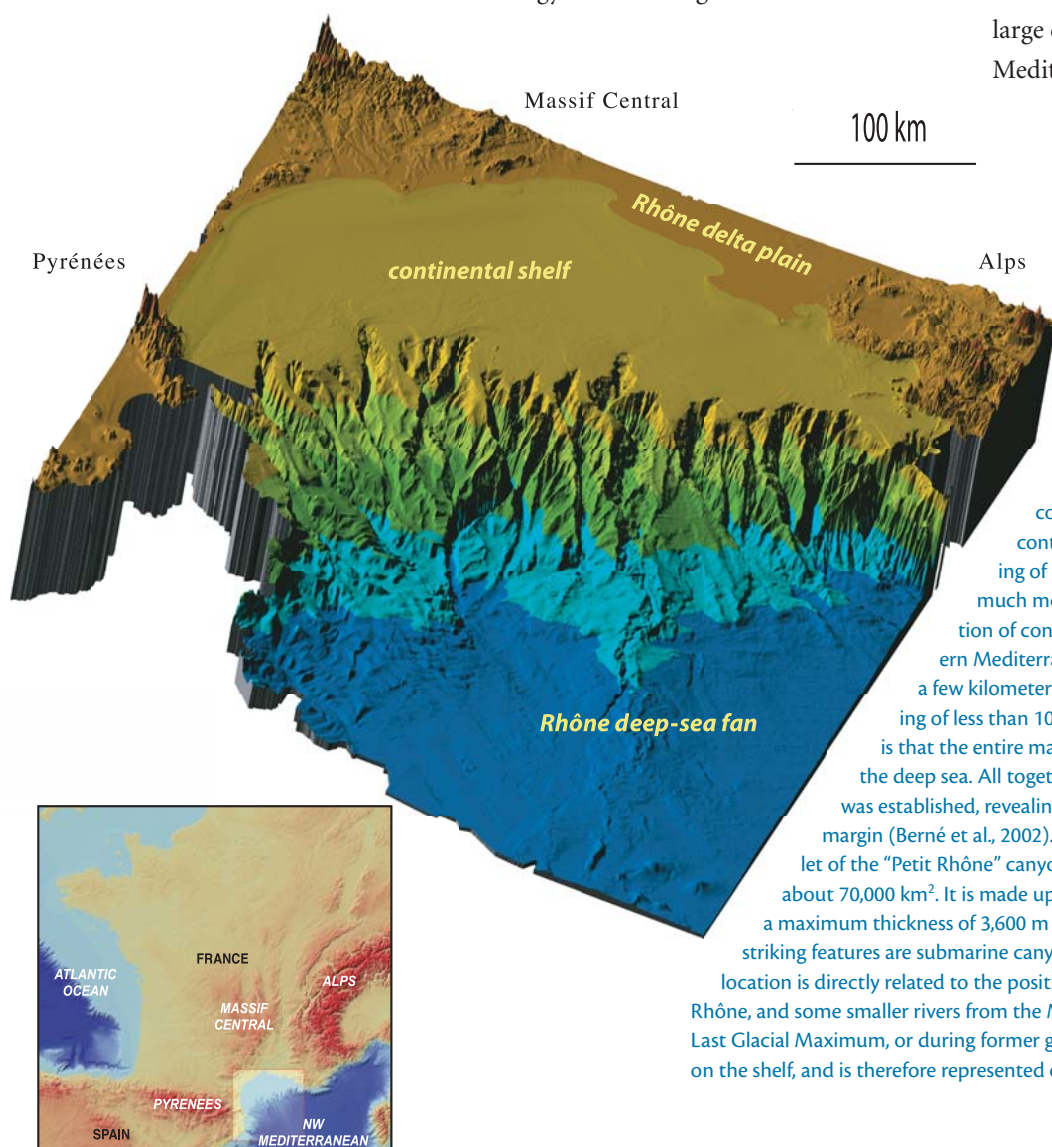 large
Medit
Massif Central
100 km
Rhône delta plain
Pyrénées
continental shelf
Alps
co
cont
ing of
much mo
tion of con
ern Mediterra
a few kilometer
ing of less than 10
Rhône deep-sea fan
is that the entire ma
the deep sea. All toget
was established, revealin
margin (Berné et al., 2002).
let of the “Petit Rhône” canyo
about 70,000 km².  It is made up
a maximum thickness of 3,600 m
striking features are submarine cany
location is directly related to the posit
Rhône, and some smaller rivers from the M
Last Glacial Maximum, or during former g
on the shelf, and is therefore represented
FRANCE
ATLANTIC
OCEAN
ALPS
MASSIF
CENTRAL
PYRENEES
SPAIN
NW
MEDITERRANEAN